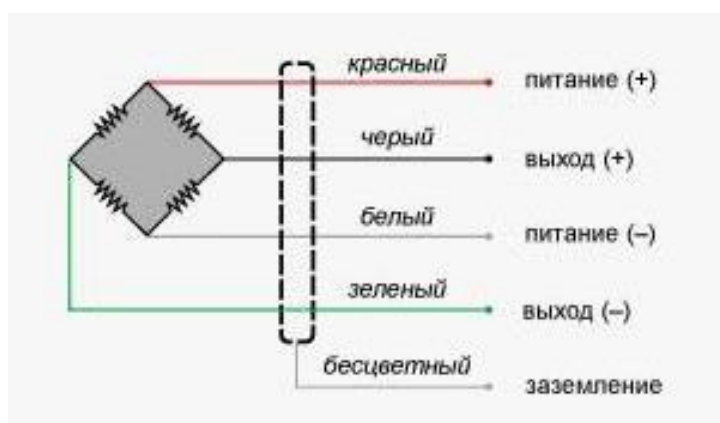 красный питание (+)
черый выход (+)
белый питание (–)
зеленый выход (–)
бесцветный заземление